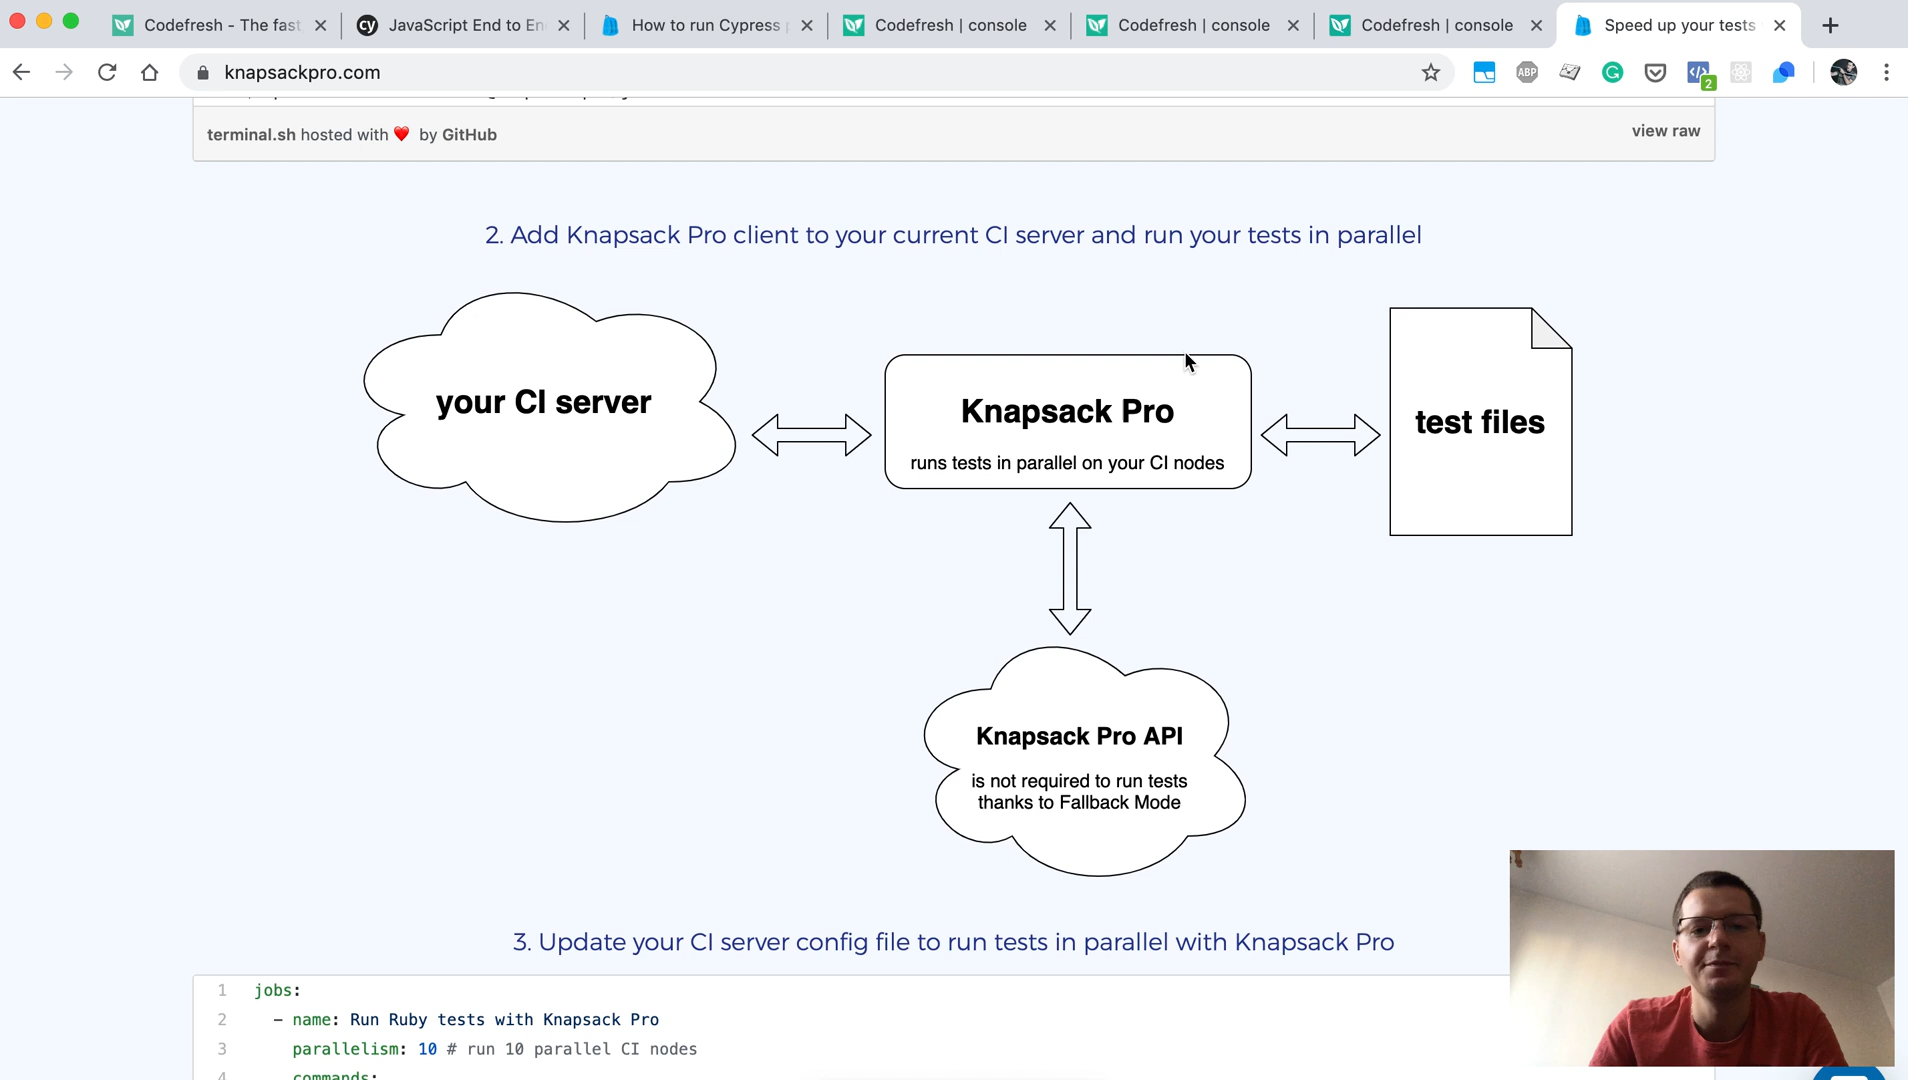 Codefresh - The fast
JavaScript End to En
How to run Cypress
Codefresh | console
Codefresh | console
Codefresh | console
Speed up your tests
knapsackpro.com
ABP
2
terminal.sh hosted with ❤ by GitHub
view raw
2. Add Knapsack Pro client to your current CI server and run your tests in parallel
your CI server
Knapsack Pro
runs tests in parallel on your CI nodes
test files
Knapsack Pro API
is not required to run tests
thanks to Fallback Mode
3. Update your CI server config file to run tests in parallel with Knapsack Pro
1 jobs:
2 - name: Run Ruby tests with Knapsack Pro
3 parallelism: 10 # run 10 parallel CI nodes
4 commands: